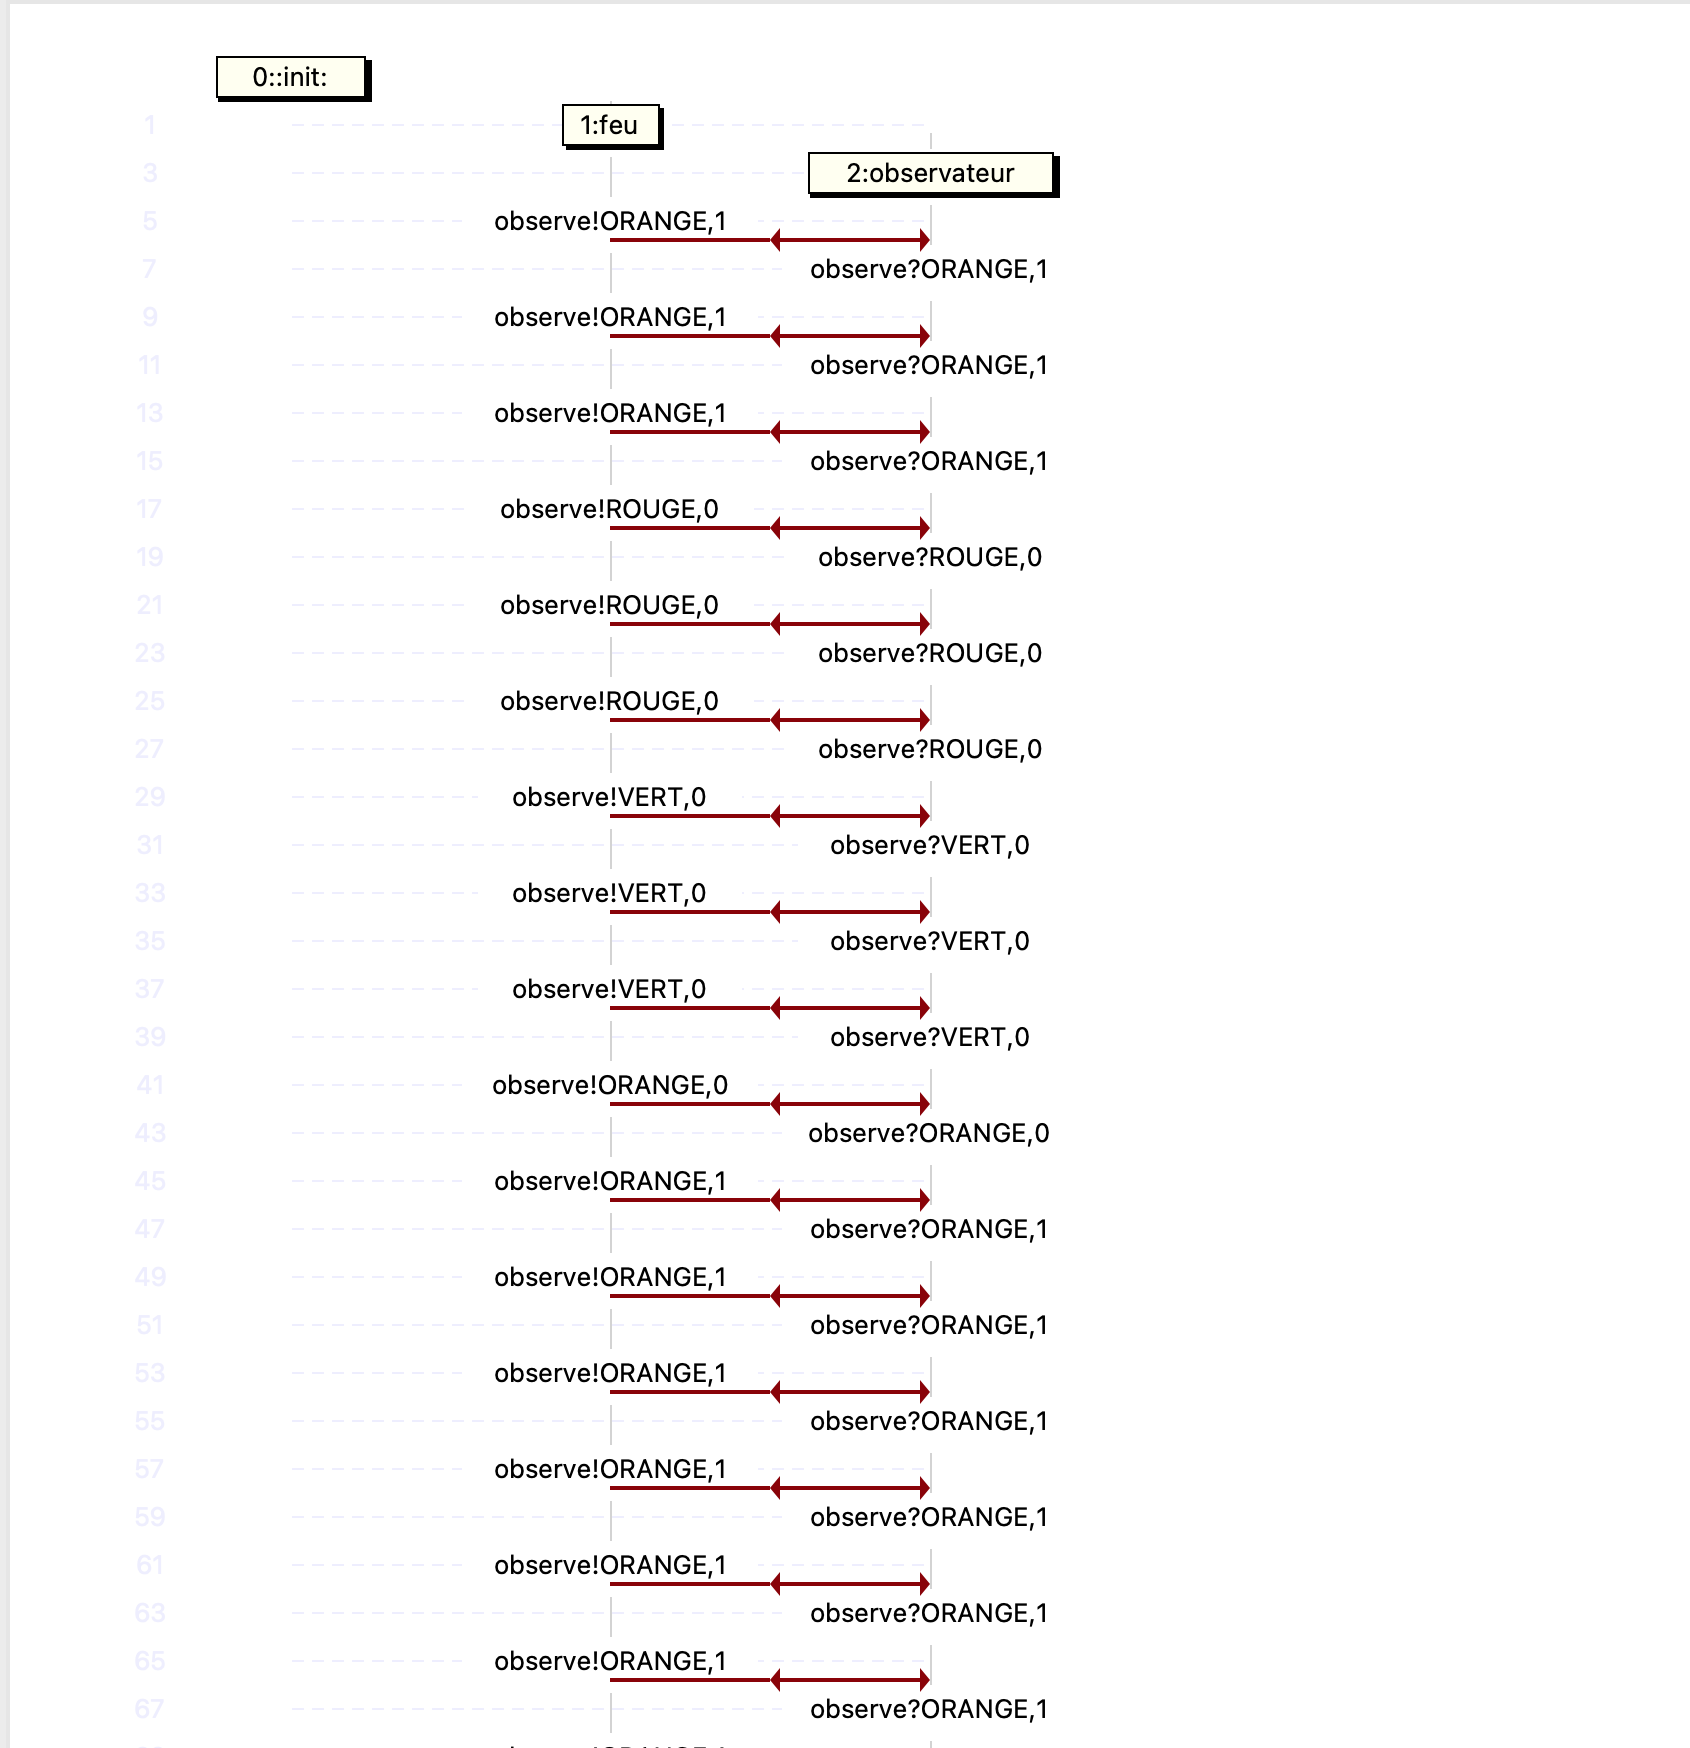 0::init:
1 1:feu
3 2:observateur
5 observe!ORANGE,1
7 observe?ORANGE,1
9 observe!ORANGE,1
11 observe?ORANGE,1
13 observe!ORANGE,1
15 observe?ORANGE,1
17 observe!ROUGE,0
19 observe?ROUGE,0
21 observe!ROUGE,0
23 observe?ROUGE,0
25 observe!ROUGE,0
27 observe?ROUGE,0
29 observe!VERT,0
31 observe?VERT,0
33 observe!VERT,0
35 observe?VERT,0
37 observe!VERT,0
39 observe?VERT,0
41 observe!ORANGE,0
43 observe?ORANGE,0
45 observe!ORANGE,1
47 observe?ORANGE,1
49 observe!ORANGE,1
51 observe?ORANGE,1
53 observe!ORANGE,1
55 observe?ORANGE,1
57 observe!ORANGE,1
59 observe?ORANGE,1
61 observe!ORANGE,1
63 observe?ORANGE,1
65 observe!ORANGE,1
67 observe?ORANGE,1